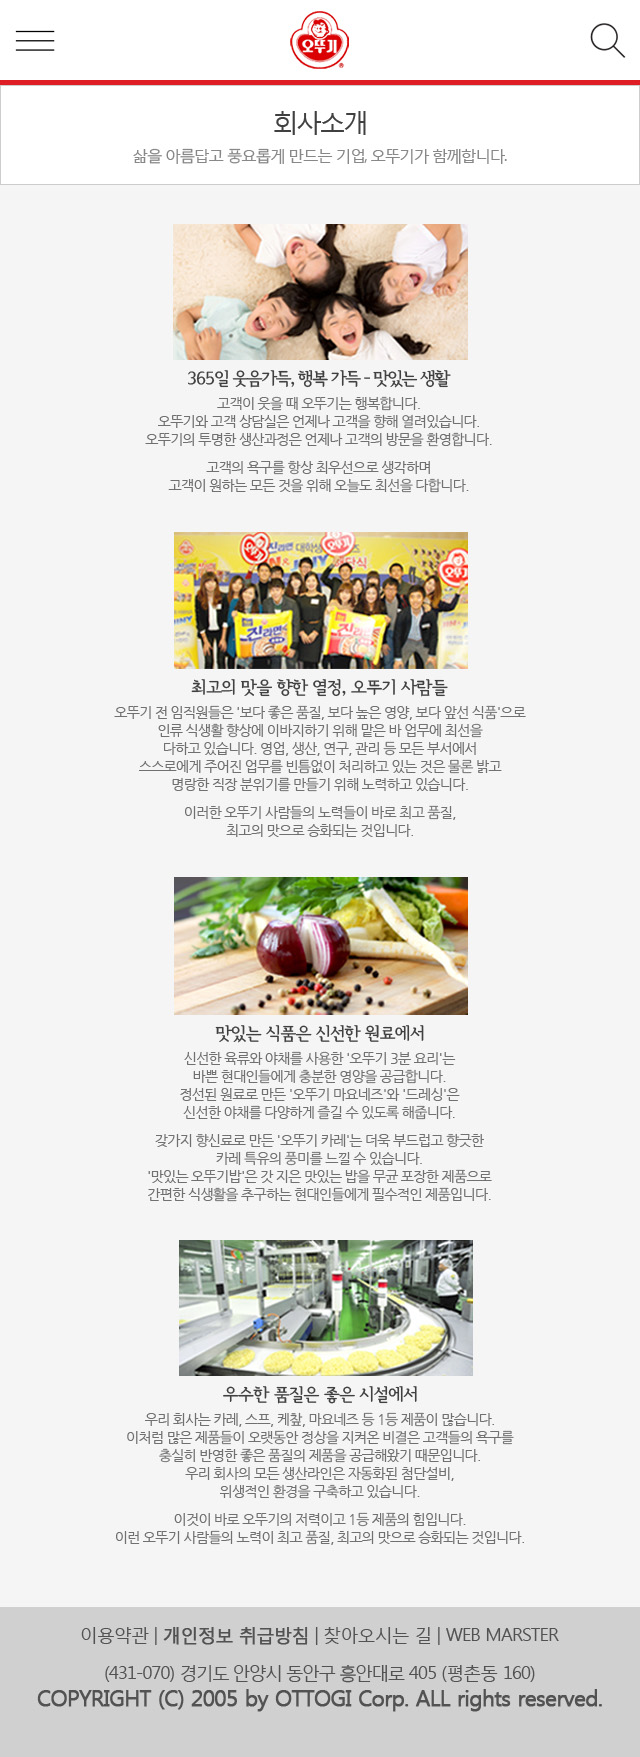 오뚜기
회사소개
삶을 아름답고 풍요롭게 만드는 기업, 오뚜기가 함께합니다.
365일 웃음가득, 행복 가득 - 맛있는 생활
고객이 웃을 때 오뚜기는 행복합니다.
오뚜기와 고객 상담실은 언제나 고객을 향해 열려있습니다.
오뚜기의 투명한 생산과정은 언제나 고객의 방문을 환영합니다.
고객의 욕구를 항상 최우선으로 생각하며
고객이 원하는 모든 것을 위해 오늘도 최선을 다합니다.
진라면 대학생
오뚜기
진라면
진라면
최고의 맛을 향한 열정, 오뚜기 사람들
오뚜기 전 임직원들은 '보다 좋은 품질, 보다 높은 영양, 보다 앞선 식품'으로
인류 식생활 향상에 이바지하기 위해 맡은 바 업무에 최선을
다하고 있습니다. 영업, 생산, 연구, 관리 등 모든 부서에서
스스로에게 주어진 업무를 빈틈없이 처리하고 있는 것은 물론 밝고
명랑한 직장 분위기를 만들기 위해 노력하고 있습니다.
이러한 오뚜기 사람들의 노력들이 바로 최고 품질,
최고의 맛으로 승화되는 것입니다.
맛있는 식품은 신선한 원료에서
신선한 육류와 야채를 사용한 '오뚜기 3분 요리'는
바쁜 현대인들에게 충분한 영양을 공급합니다.
정선된 원료로 만든 '오뚜기 마요네즈'와 '드레싱'은
신선한 야채를 다양하게 즐길 수 있도록 해줍니다.
갖가지 향신료로 만든 '오뚜기 카레'는 더욱 부드럽고 향긋한
카레 특유의 풍미를 느낄 수 있습니다.
'맛있는 오뚜기밥'은 갓 지은 맛있는 밥을 무균 포장한 제품으로
간편한 식생활을 추구하는 현대인들에게 필수적인 제품입니다.
우수한 품질은 좋은 시설에서
우리 회사는 카레, 스프, 케챂, 마요네즈 등 1등 제품이 많습니다.
이처럼 많은 제품들이 오랫동안 정상을 지켜온 비결은 고객들의 욕구를
충실히 반영한 좋은 품질의 제품을 공급해왔기 때문입니다.
우리 회사의 모든 생산라인은 자동화된 첨단설비,
위생적인 환경을 구축하고 있습니다.
이것이 바로 오뚜기의 저력이고 1등 제품의 힘입니다.
이런 오뚜기 사람들의 노력이 최고 품질, 최고의 맛으로 승화되는 것입니다.
이용약관 | 개인정보 취급방침 | 찾아오시는 길 | WEB MARSTER
(431-070) 경기도 안양시 동안구 흥안대로 405 (평촌동 160)
COPYRIGHT (C) 2005 by OTTOGI Corp. ALL rights reserved.